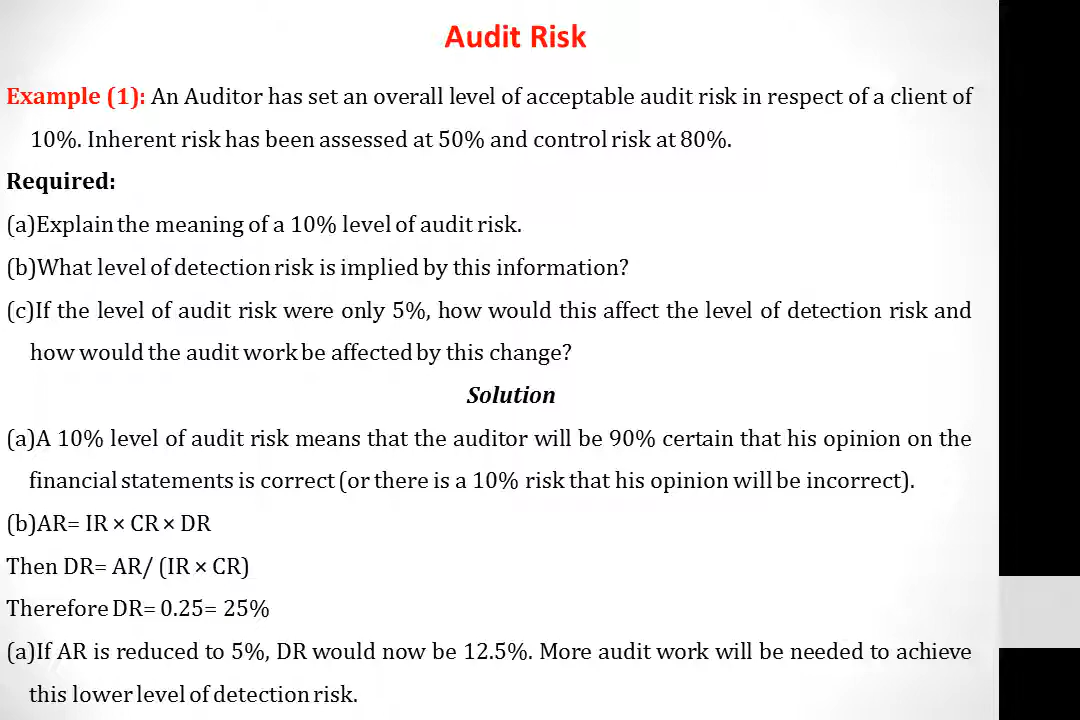 Audit Risk
Example (1): An Auditor has set an overall level of acceptable audit risk in respect of a client of
10%. Inherent risk has been assessed at 50% and control risk at 80%.
Required:
(a)Explain the meaning of a 10% level of audit risk.
(b)What level of detection risk is implied by this information?
(c)If the level of audit risk were only 5%, how would this affect the level of detection risk and
how would the audit work be affected by this change?
Solution
(a)A 10% level of audit risk means that the auditor will be 90% certain that his opinion on the
financial statements is correct (or there is a 10% risk that his opinion will be incorrect).
(b)AR= IR × CR × DR
Then DR= AR/ (IR × CR)
Therefore DR= 0.25= 25%
(a)If AR is reduced to 5%, DR would now be 12.5%. More audit work will be needed to achieve
this lower level of detection risk.